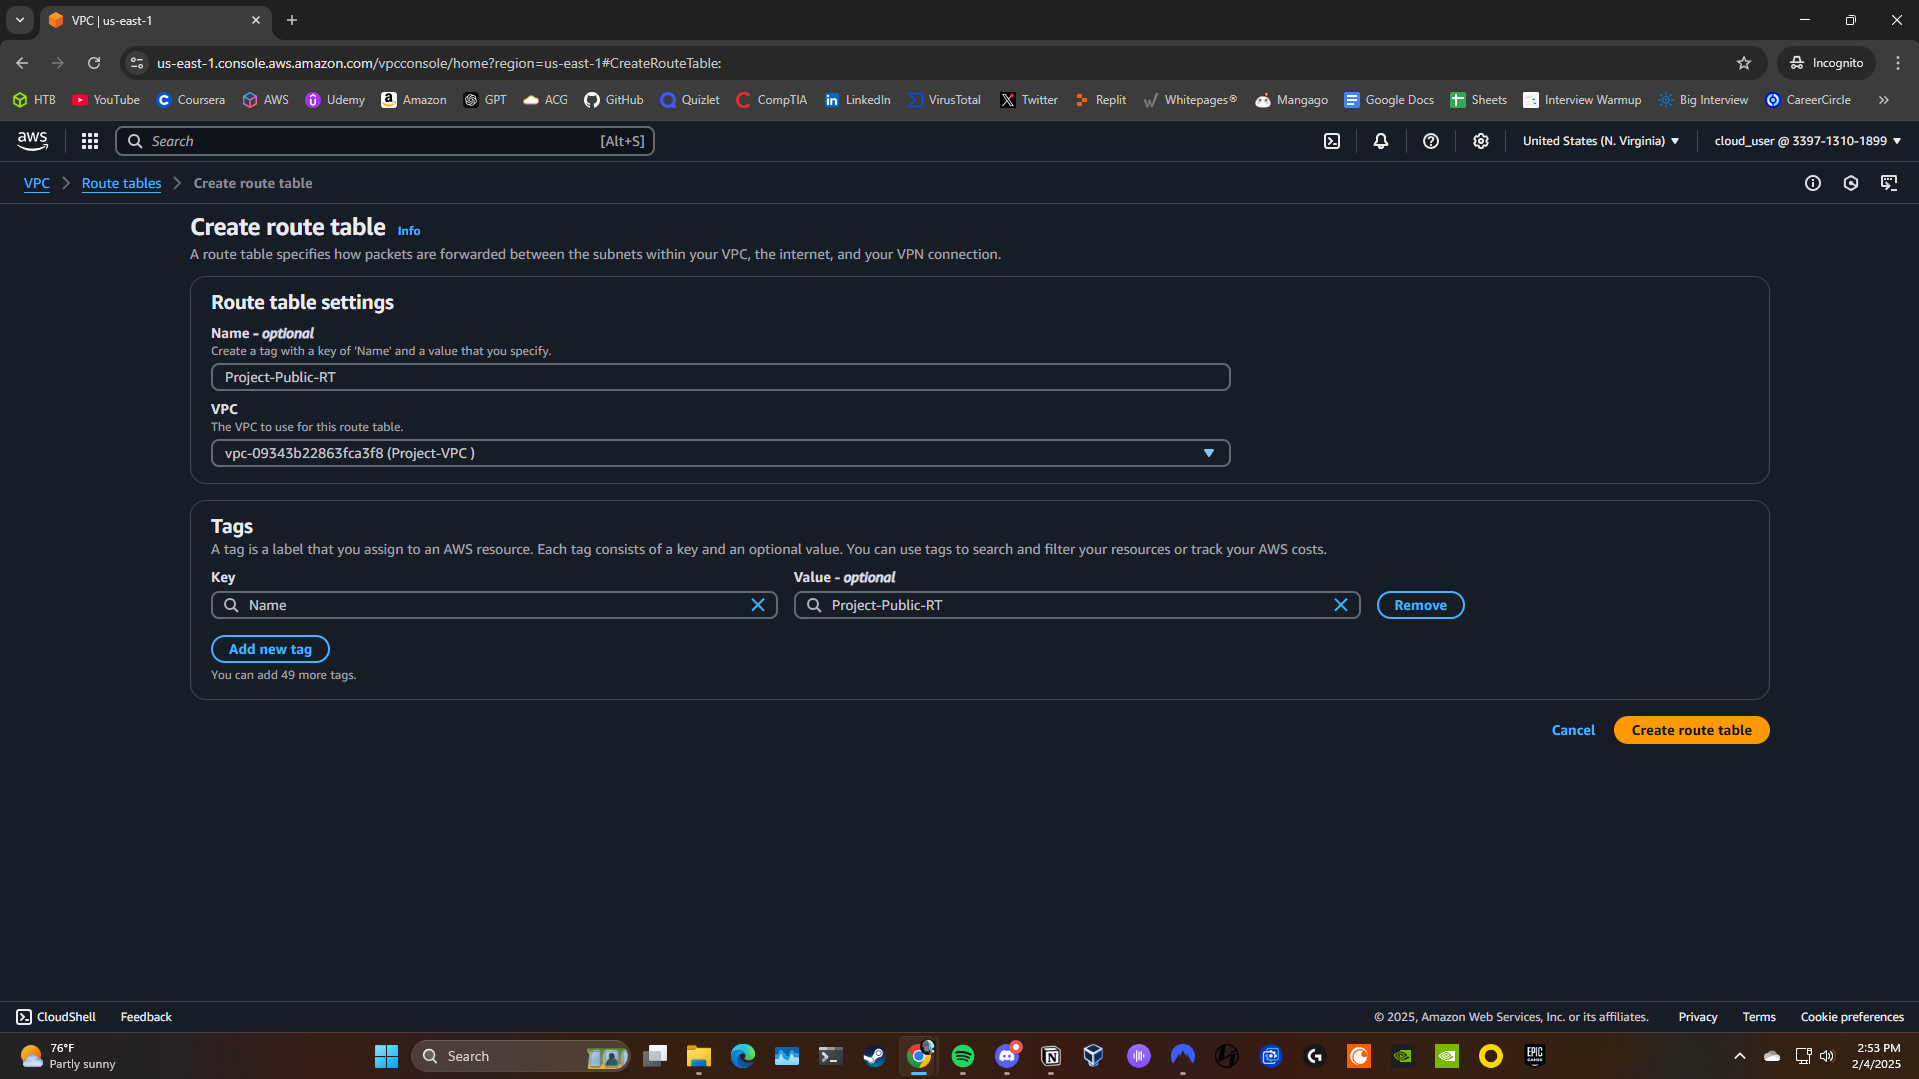 VPC | us-east-1
us-east-1.console.aws.amazon.com/vpcconsole/home?region=us-east-1#CreateRouteTable:
Incognito
HTB YouTube Coursera AWS Udemy Amazon GPT ACG GitHub Quizlet CompTIA LinkedIn VirusTotal Twitter Replit Whitepages® Mangago Google Docs Sheets Interview Warmup Big Interview CareerCircle
aws Search [Alt+S] United States (N. Virginia) cloud_user @ 3397-1310-1899
VPC Route tables Create route table
Create route table Info
A route table specifies how packets are forwarded between the subnets within your VPC, the internet, and your VPN connection.
Route table settings
Name - optional
Create a tag with a key of 'Name' and a value that you specify.
Project-Public-RT
VPC
The VPC to use for this route table.
vpc-09343b22863fca3f8 (Project-VPC )
Tags
A tag is a label that you assign to an AWS resource. Each tag consists of a key and an optional value. You can use tags to search and filter your resources or track your AWS costs.
Key Value - optional
Name Project-Public-RT Remove
Add new tag
You can add 49 more tags.
Cancel Create route table
CloudShell Feedback © 2025, Amazon Web Services, Inc. or its affiliates. Privacy Terms Cookie preferences
76°F
Partly sunny
Search
EPIC
GAMES
2:53 PM
2/4/2025